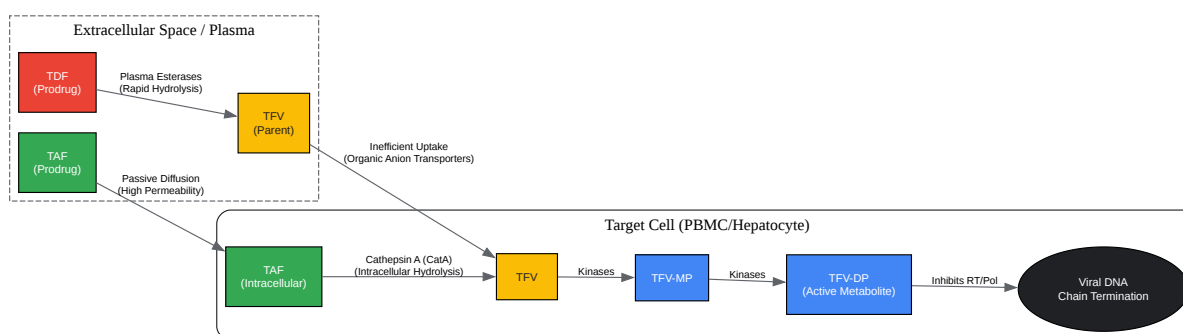 Extracellular Space / Plasma
TDF
(Prodrug)
Plasma Esterases
(Rapid Hydrolysis)
TFV
(Parent)
TAF
(Prodrug)
Passive Diffusion
(High Permeability)
Inefficient Uptake
(Organic Anion Transporters)
Target Cell (PBMC/Hepatocyte)
TAF
(Intracellular)
Cathepsin A (CatA)
(Intracellular Hydrolysis)
TFV
Kinases
TFV-MP
Kinases
TFV-DP
(Active Metabolite)
Inhibits RT/Pol
Viral DNA
Chain Termination